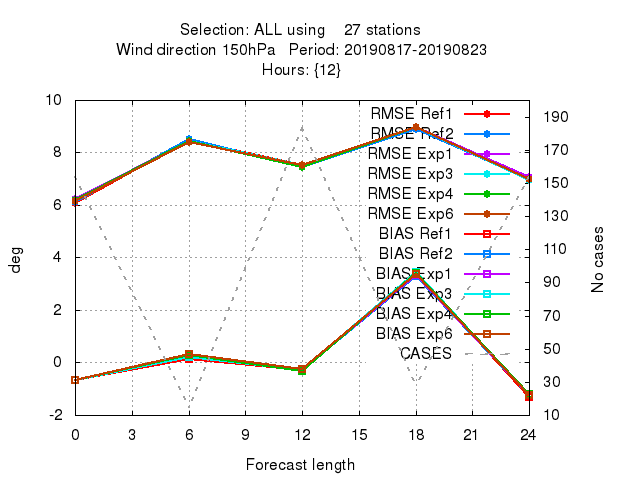 Selection: ALL using    27 stations
Wind direction 150hPa   Period: 20190817-20190823
Hours: {12}
10
8
6
4
2
0
-2
deg
RMSE Ref1
RMSE Ref2
RMSE Exp1
RMSE Exp3
RMSE Exp4
RMSE Exp6
BIAS Ref1
BIAS Ref2
BIAS Exp1
BIAS Exp3
BIAS Exp4
BIAS Exp6
CASES
190
170
150
130
110
90
70
50
30
10
No cases
0 3 6 9 12 15 18 21 24
Forecast length